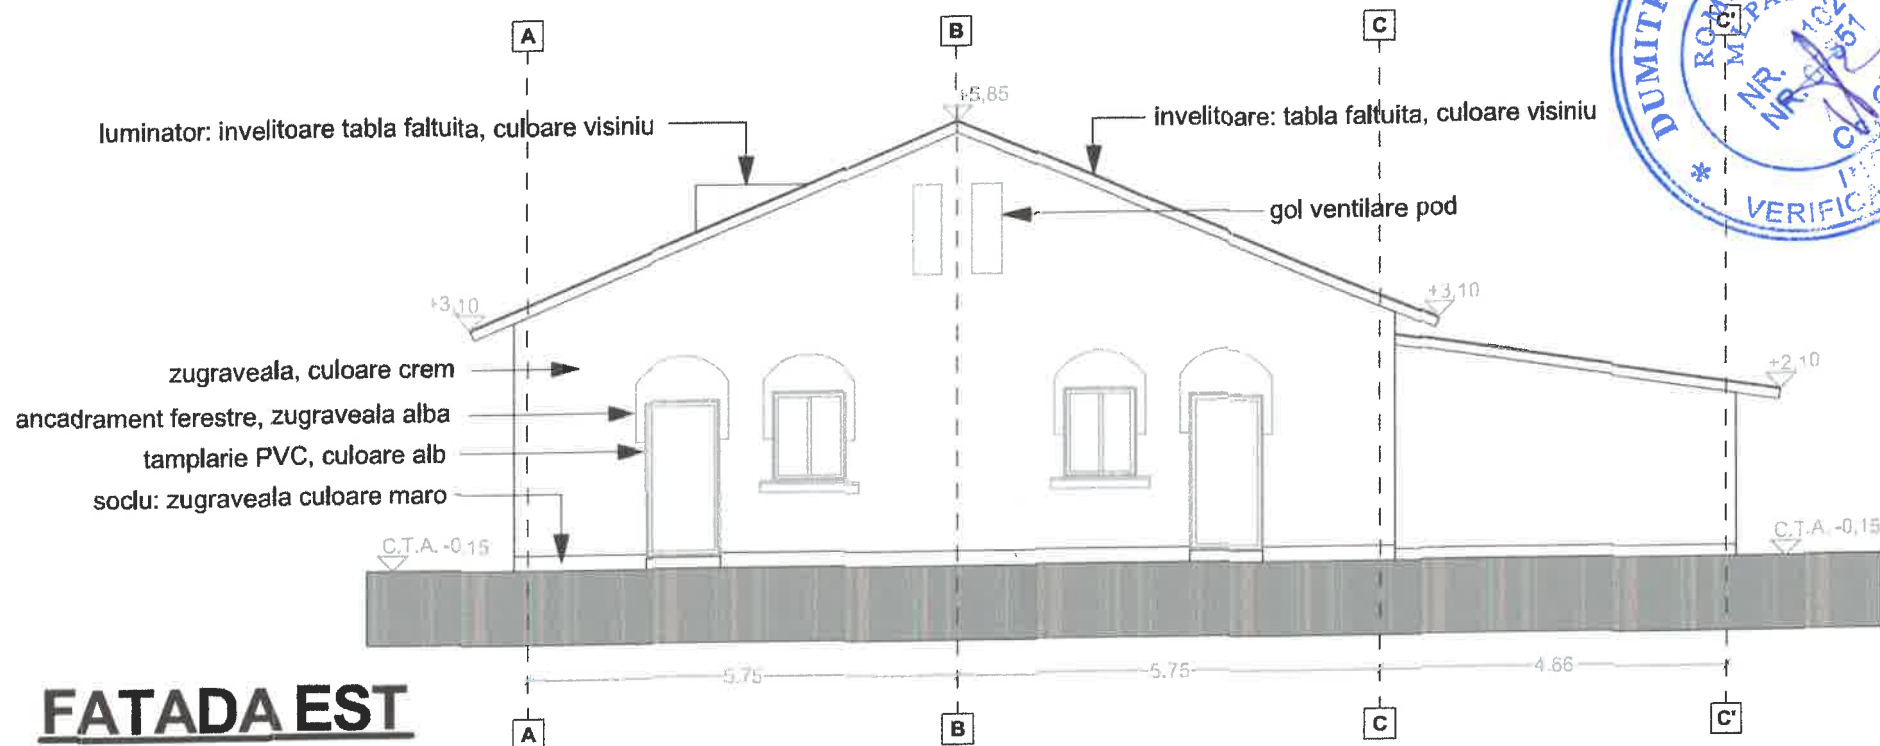 A
B
C
C'
+5,85
luminator: invelitoare tabla faltuita, culoare visiniu
invelitoare: tabla faltuita, culoare visiniu
gol ventilare pod
+3,10
+3,10
+2,10
zugraveala, culoare crem
ancadrament ferestre, zugraveala alba
tamplarie PVC, culoare alb
soclu: zugraveala culoare maro
C.T.A. -0,15
C.T.A. -0,15
5.75
5.75
4.66
FATADA EST
A
B
C
C'
NR.
NR.